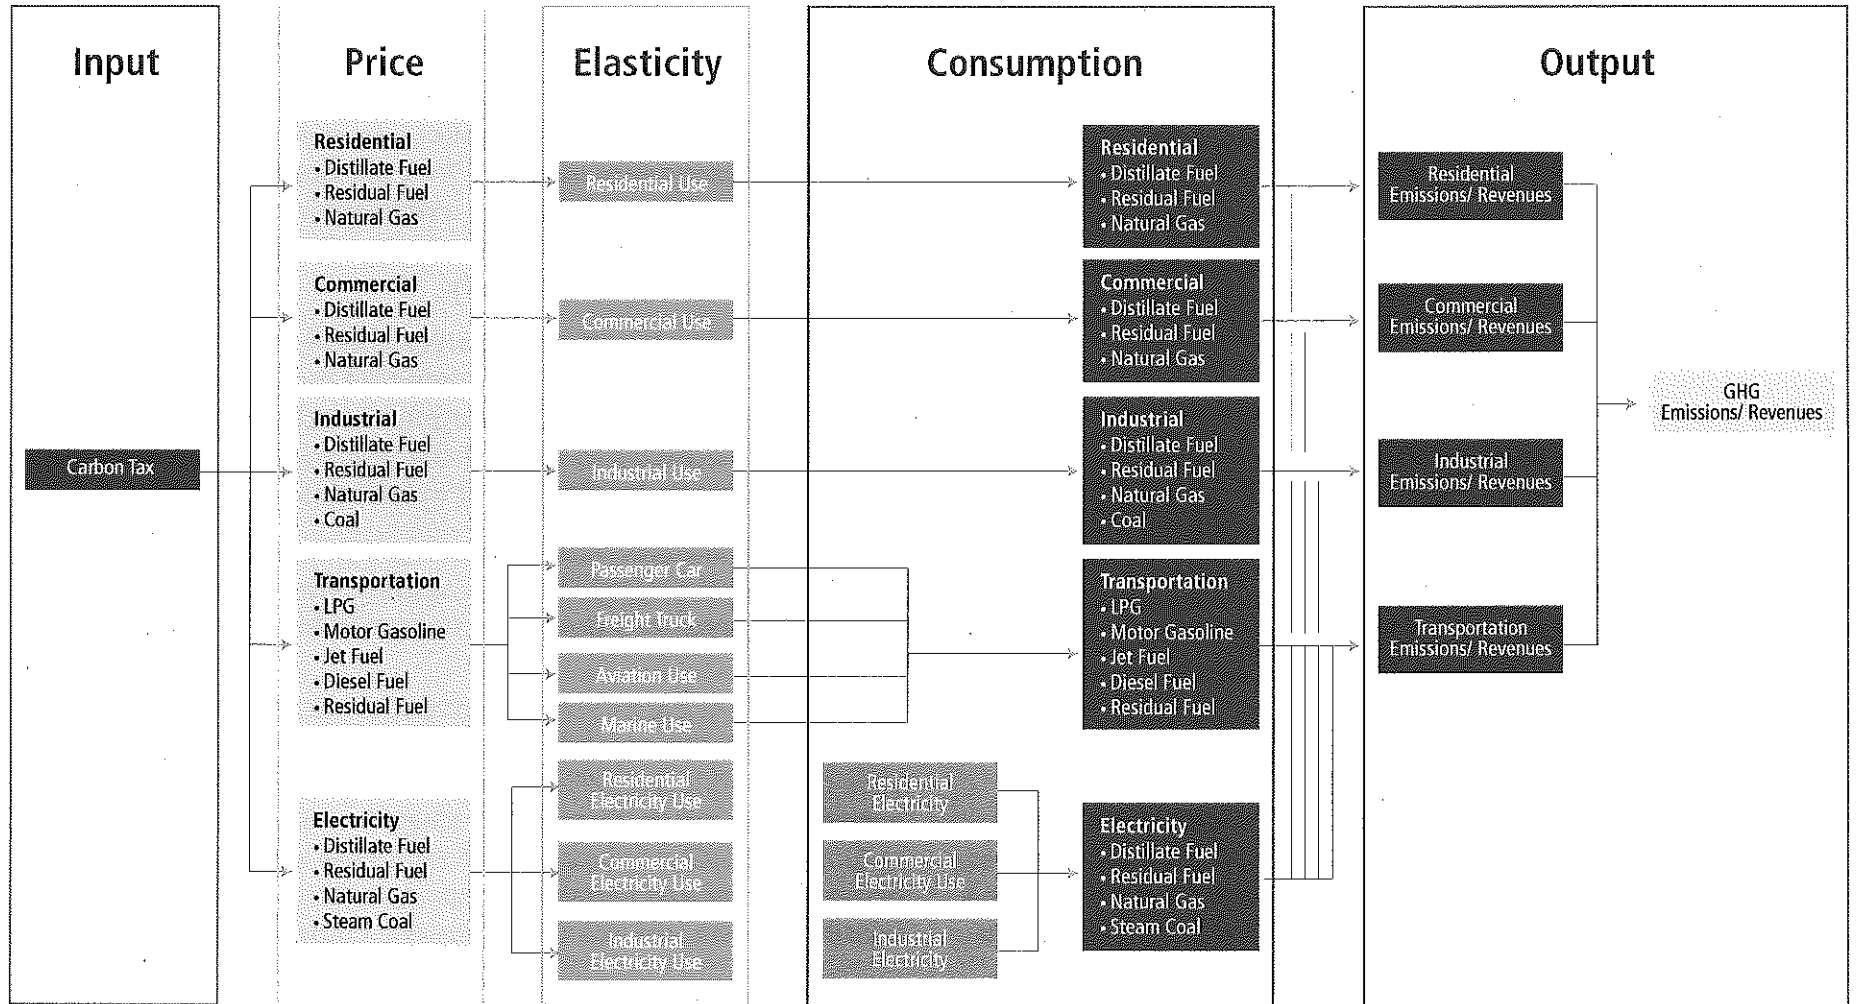 Input
Price
Elasticity
Consumption
Output
Carbon Tax
Residential
• Distillate Fuel
• Residual Fuel
• Natural Gas
Commercial
• Distillate Fuel
• Residual Fuel
• Natural Gas
Industrial
• Distillate Fuel
• Residual Fuel
• Natural Gas
• Coal
Transportation
• LPG
• Motor Gasoline
• Jet Fuel
• Diesel Fuel
• Residual Fuel
Electricity
• Distillate Fuel
• Residual Fuel
• Natural Gas
• Steam Coal
Residential Use
Commercial Use
Industrial Use
Passenger Car
Freight Truck
Aviation Use
Marine Use
Residential
Electricity Use
Commercial
Electricity Use
Industrial
Electricity Use
Residential
Electricity
Commercial
Electricity Use
Industrial
Electricity
Residential
• Distillate Fuel
• Residual Fuel
• Natural Gas
Commercial
• Distillate Fuel
• Residual Fuel
• Natural Gas
Industrial
• Distillate Fuel
• Residual Fuel
• Natural Gas
• Coal
Transportation
• LPG
• Motor Gasoline
• Jet Fuel
• Diesel Fuel
• Residual Fuel
Electricity
• Distillate Fuel
• Residual Fuel
• Natural Gas
• Steam Coal
Residential
Emissions/ Revenues
Commercial
Emissions/ Revenues
Industrial
Emissions/ Revenues
Transportation
Emissions/ Revenues
GHG
Emissions/ Revenues